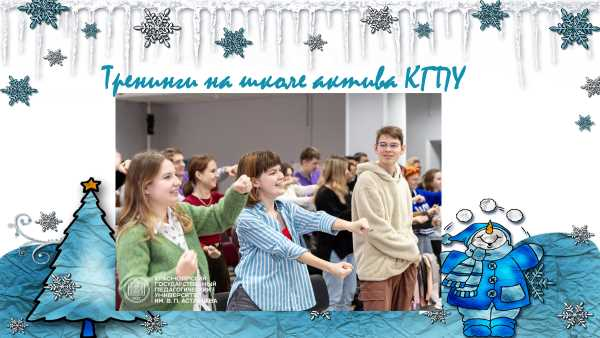 Тренинги на школе актива КГПУ
КРАСНОЯРСКИЙ
ГОСУДАРСТВЕННЫЙ
ПЕДАГОГИЧЕСКИЙ
УНИВЕРСИТЕТ
ИМ. В. П. АСТАФЬЕВА